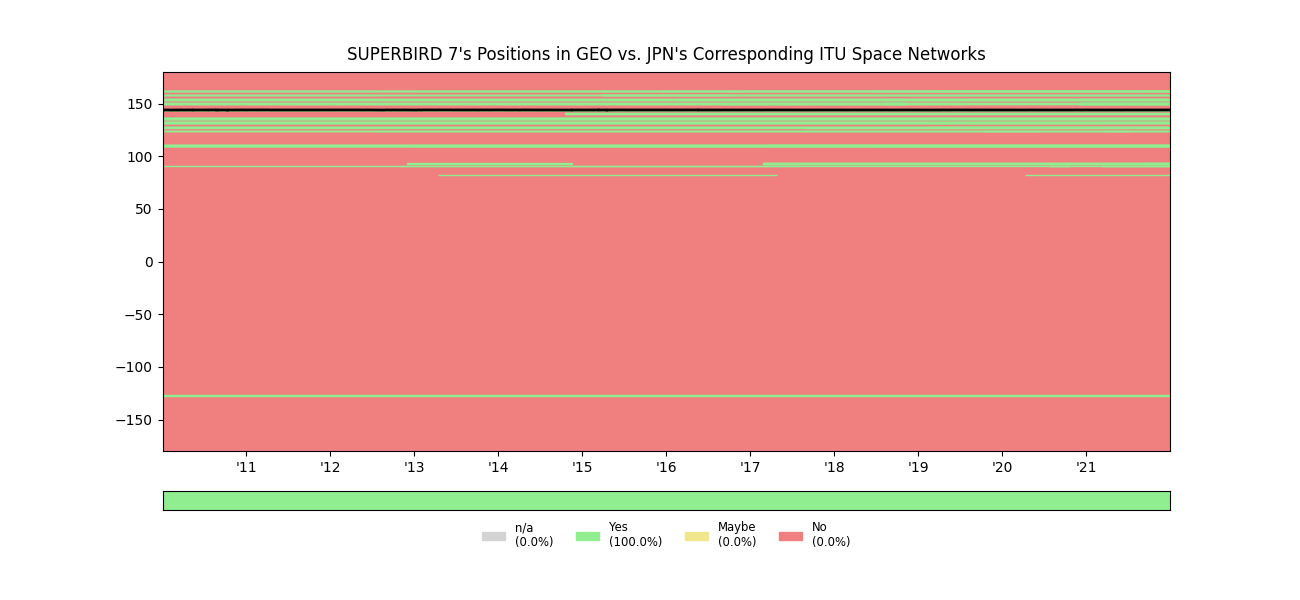 SUPERBIRD 7's Positions in GEO vs. JPN's Corresponding ITU Space Networks
150
100
50
0
−50
−100
−150
'11 '12 '13 '14 '15 '16 '17 '18 '19 '20 '21
n/a Yes Maybe No
(0.0%) (100.0%) (0.0%) (0.0%)